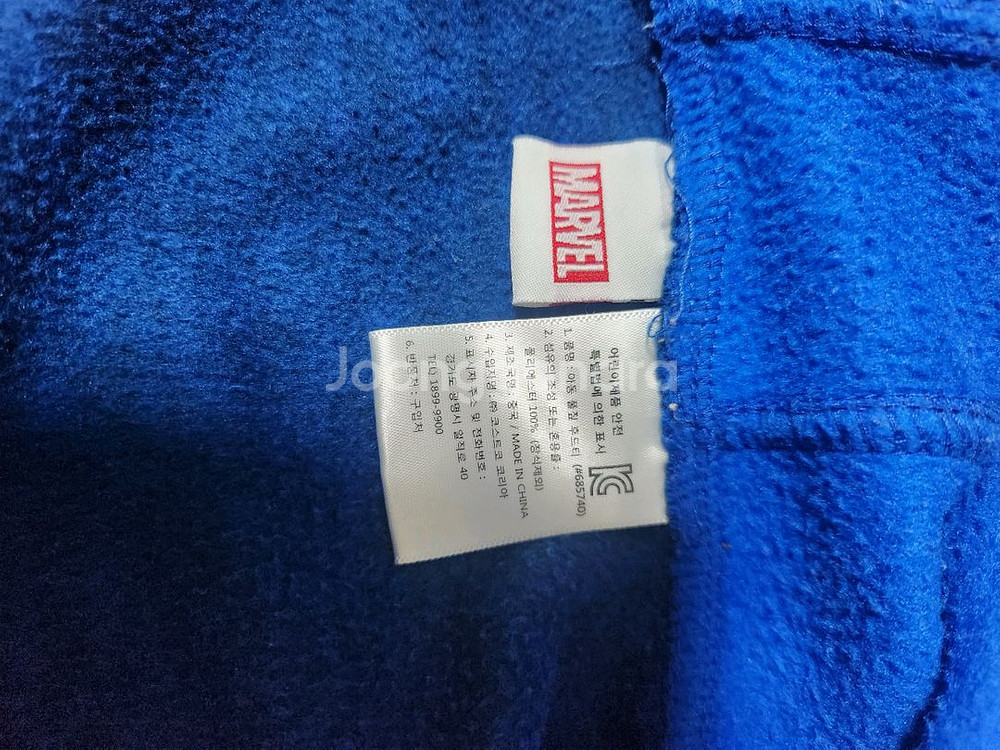 MARVEL
어린이제품 안전
특별법에 의한 표시
1. 품명 : 아동 풀짚 후드티 (#685740)
2. 섬유의 조성 또는 혼용률 :
폴리에스터 100% (장식제외)
3. 제조국명 : 중국 / MADE IN CHINA
4. 수입자명 : ㈜ 코스트코 코리아
5. 표시자 주소 및 전화번호 :
경기도 광명시 일직로 40
TEL) 1899-9900
6. 반품처 : 구입처